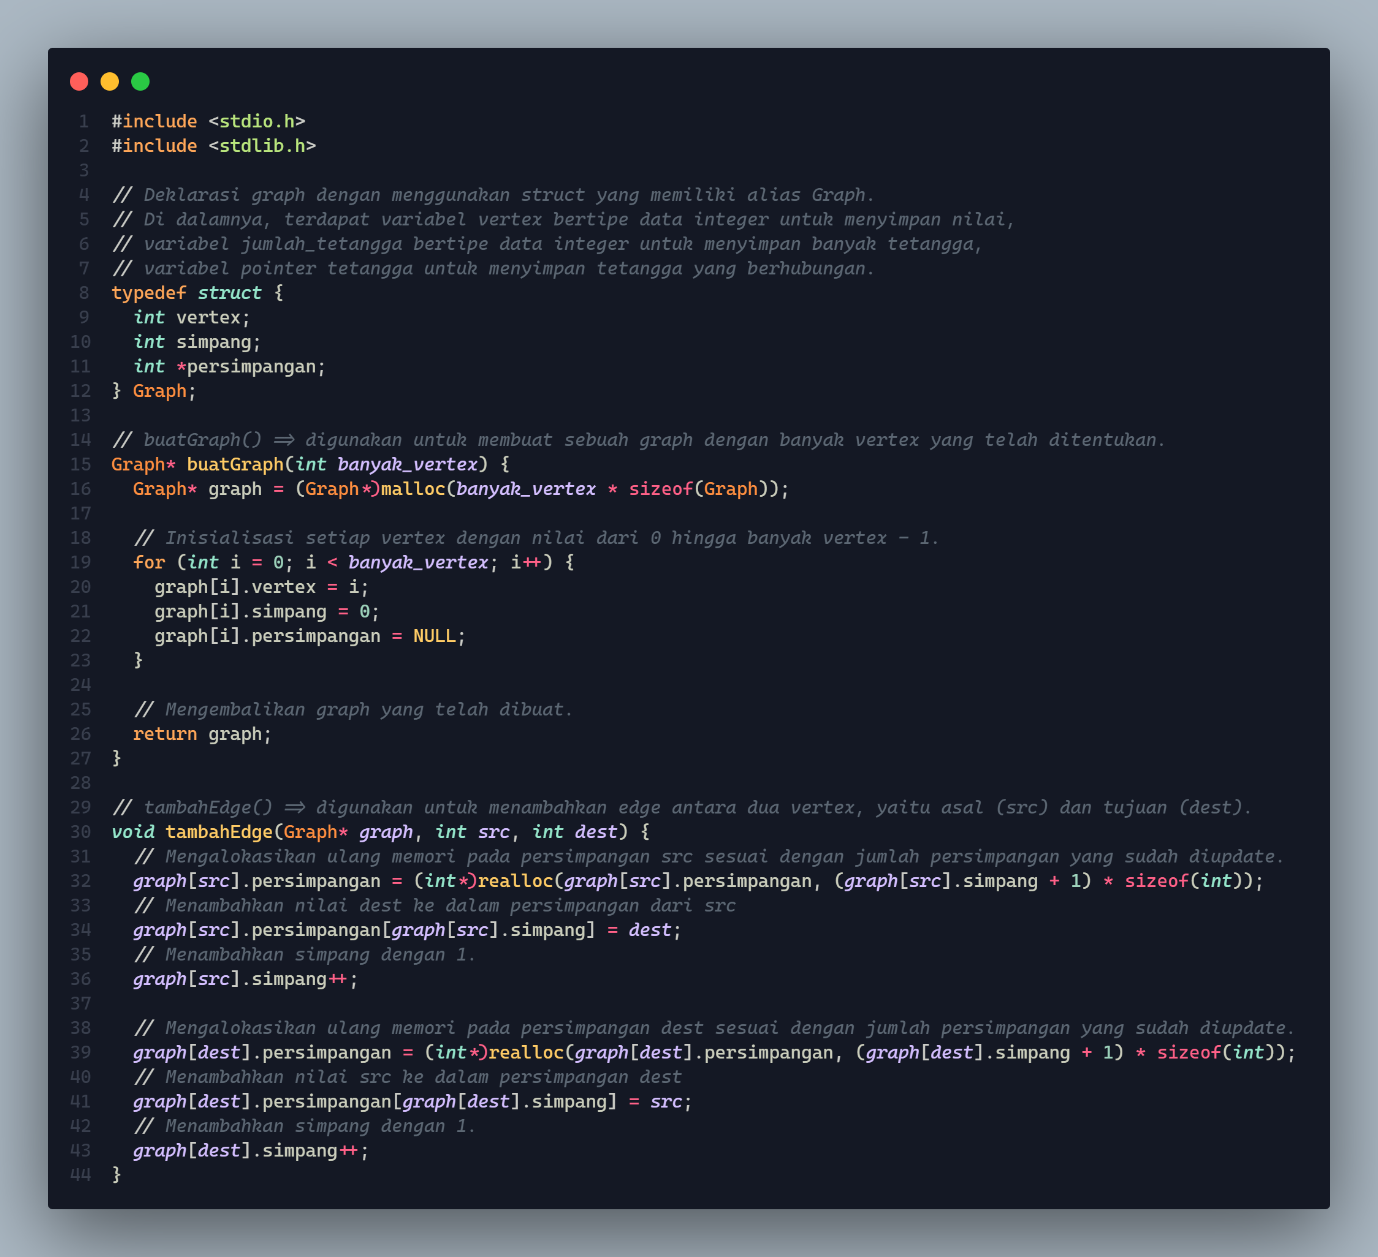 1 #include <stdio.h>
2 #include <stdlib.h>
3
4 // Deklarasi graph dengan menggunakan struct yang memiliki alias Graph.
5 // Di dalamnya, terdapat variabel vertex bertipe data integer untuk menyimpan nilai,
6 // variabel jumlah_tetangga bertipe data integer untuk menyimpan banyak tetangga,
7 // variabel pointer tetangga untuk menyimpan tetangga yang berhubungan.
8 typedef struct {
9   int vertex;
10   int simpang;
11   int *persimpangan;
12 } Graph;
13
14 // buatGraph() => digunakan untuk membuat sebuah graph dengan banyak vertex yang telah ditentukan.
15 Graph* buatGraph(int banyak_vertex) {
16   Graph* graph = (Graph*)malloc(banyak_vertex * sizeof(Graph));
17
18   // Inisialisasi setiap vertex dengan nilai dari 0 hingga banyak vertex - 1.
19   for (int i = 0; i < banyak_vertex; i++) {
20     graph[i].vertex = i;
21     graph[i].simpang = 0;
22     graph[i].persimpangan = NULL;
23   }
24
25   // Mengembalikan graph yang telah dibuat.
26   return graph;
27 }
28
29 // tambahEdge() => digunakan untuk menambahkan edge antara dua vertex, yaitu asal (src) dan tujuan (dest).
30 void tambahEdge(Graph* graph, int src, int dest) {
31   // Mengalokasikan ulang memori pada persimpangan src sesuai dengan jumlah persimpangan yang sudah diupdate.
32   graph[src].persimpangan = (int*)realloc(graph[src].persimpangan, (graph[src].simpang + 1) * sizeof(int));
33   // Menambahkan nilai dest ke dalam persimpangan dari src
34   graph[src].persimpangan[graph[src].simpang] = dest;
35   // Menambahkan simpang dengan 1.
36   graph[src].simpang++;
37
38   // Mengalokasikan ulang memori pada persimpangan dest sesuai dengan jumlah persimpangan yang sudah diupdate.
39   graph[dest].persimpangan = (int*)realloc(graph[dest].persimpangan, (graph[dest].simpang + 1) * sizeof(int));
40   // Menambahkan nilai src ke dalam persimpangan dest
41   graph[dest].persimpangan[graph[dest].simpang] = src;
42   // Menambahkan simpang dengan 1.
43   graph[dest].simpang++;
44 }